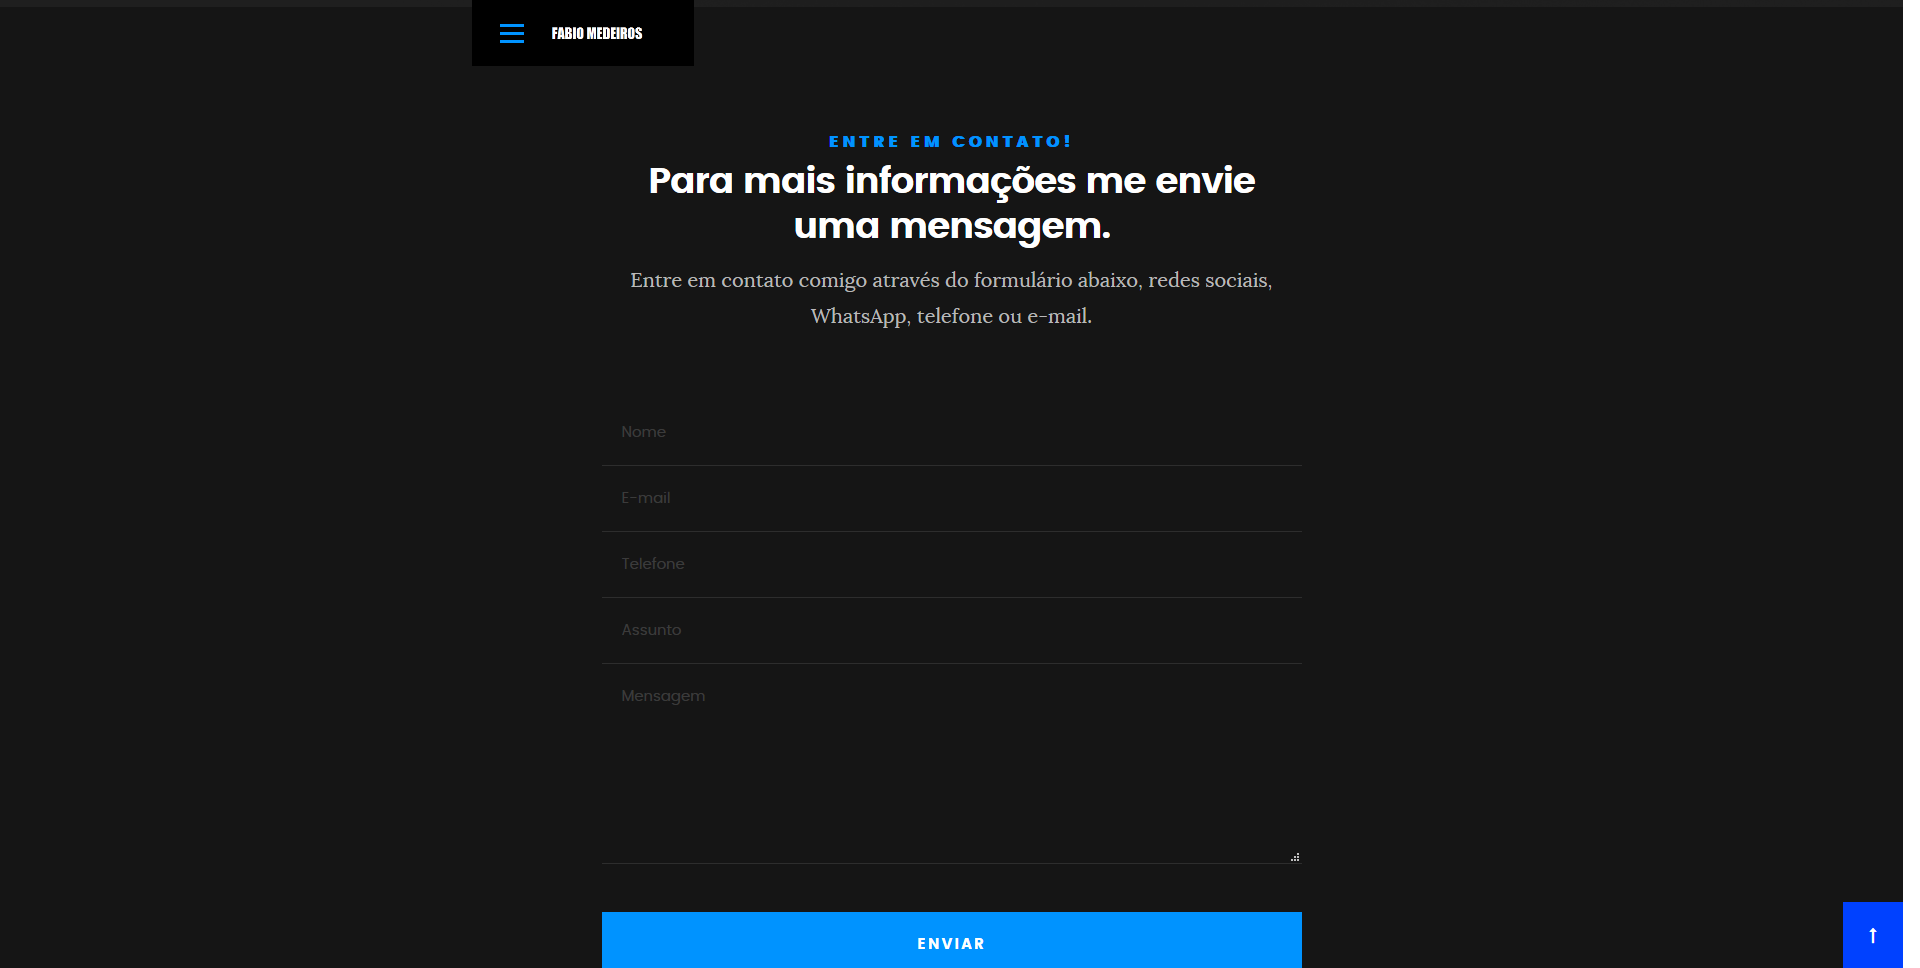 FABIO MEDEIROS
ENTRE EM CONTATO!
Para mais informações me envie
uma mensagem.
Entre em contato comigo através do formulário abaixo, redes sociais,
WhatsApp, telefone ou e-mail.
Nome
E-mail
Telefone
Assunto
Mensagem
ENVIAR